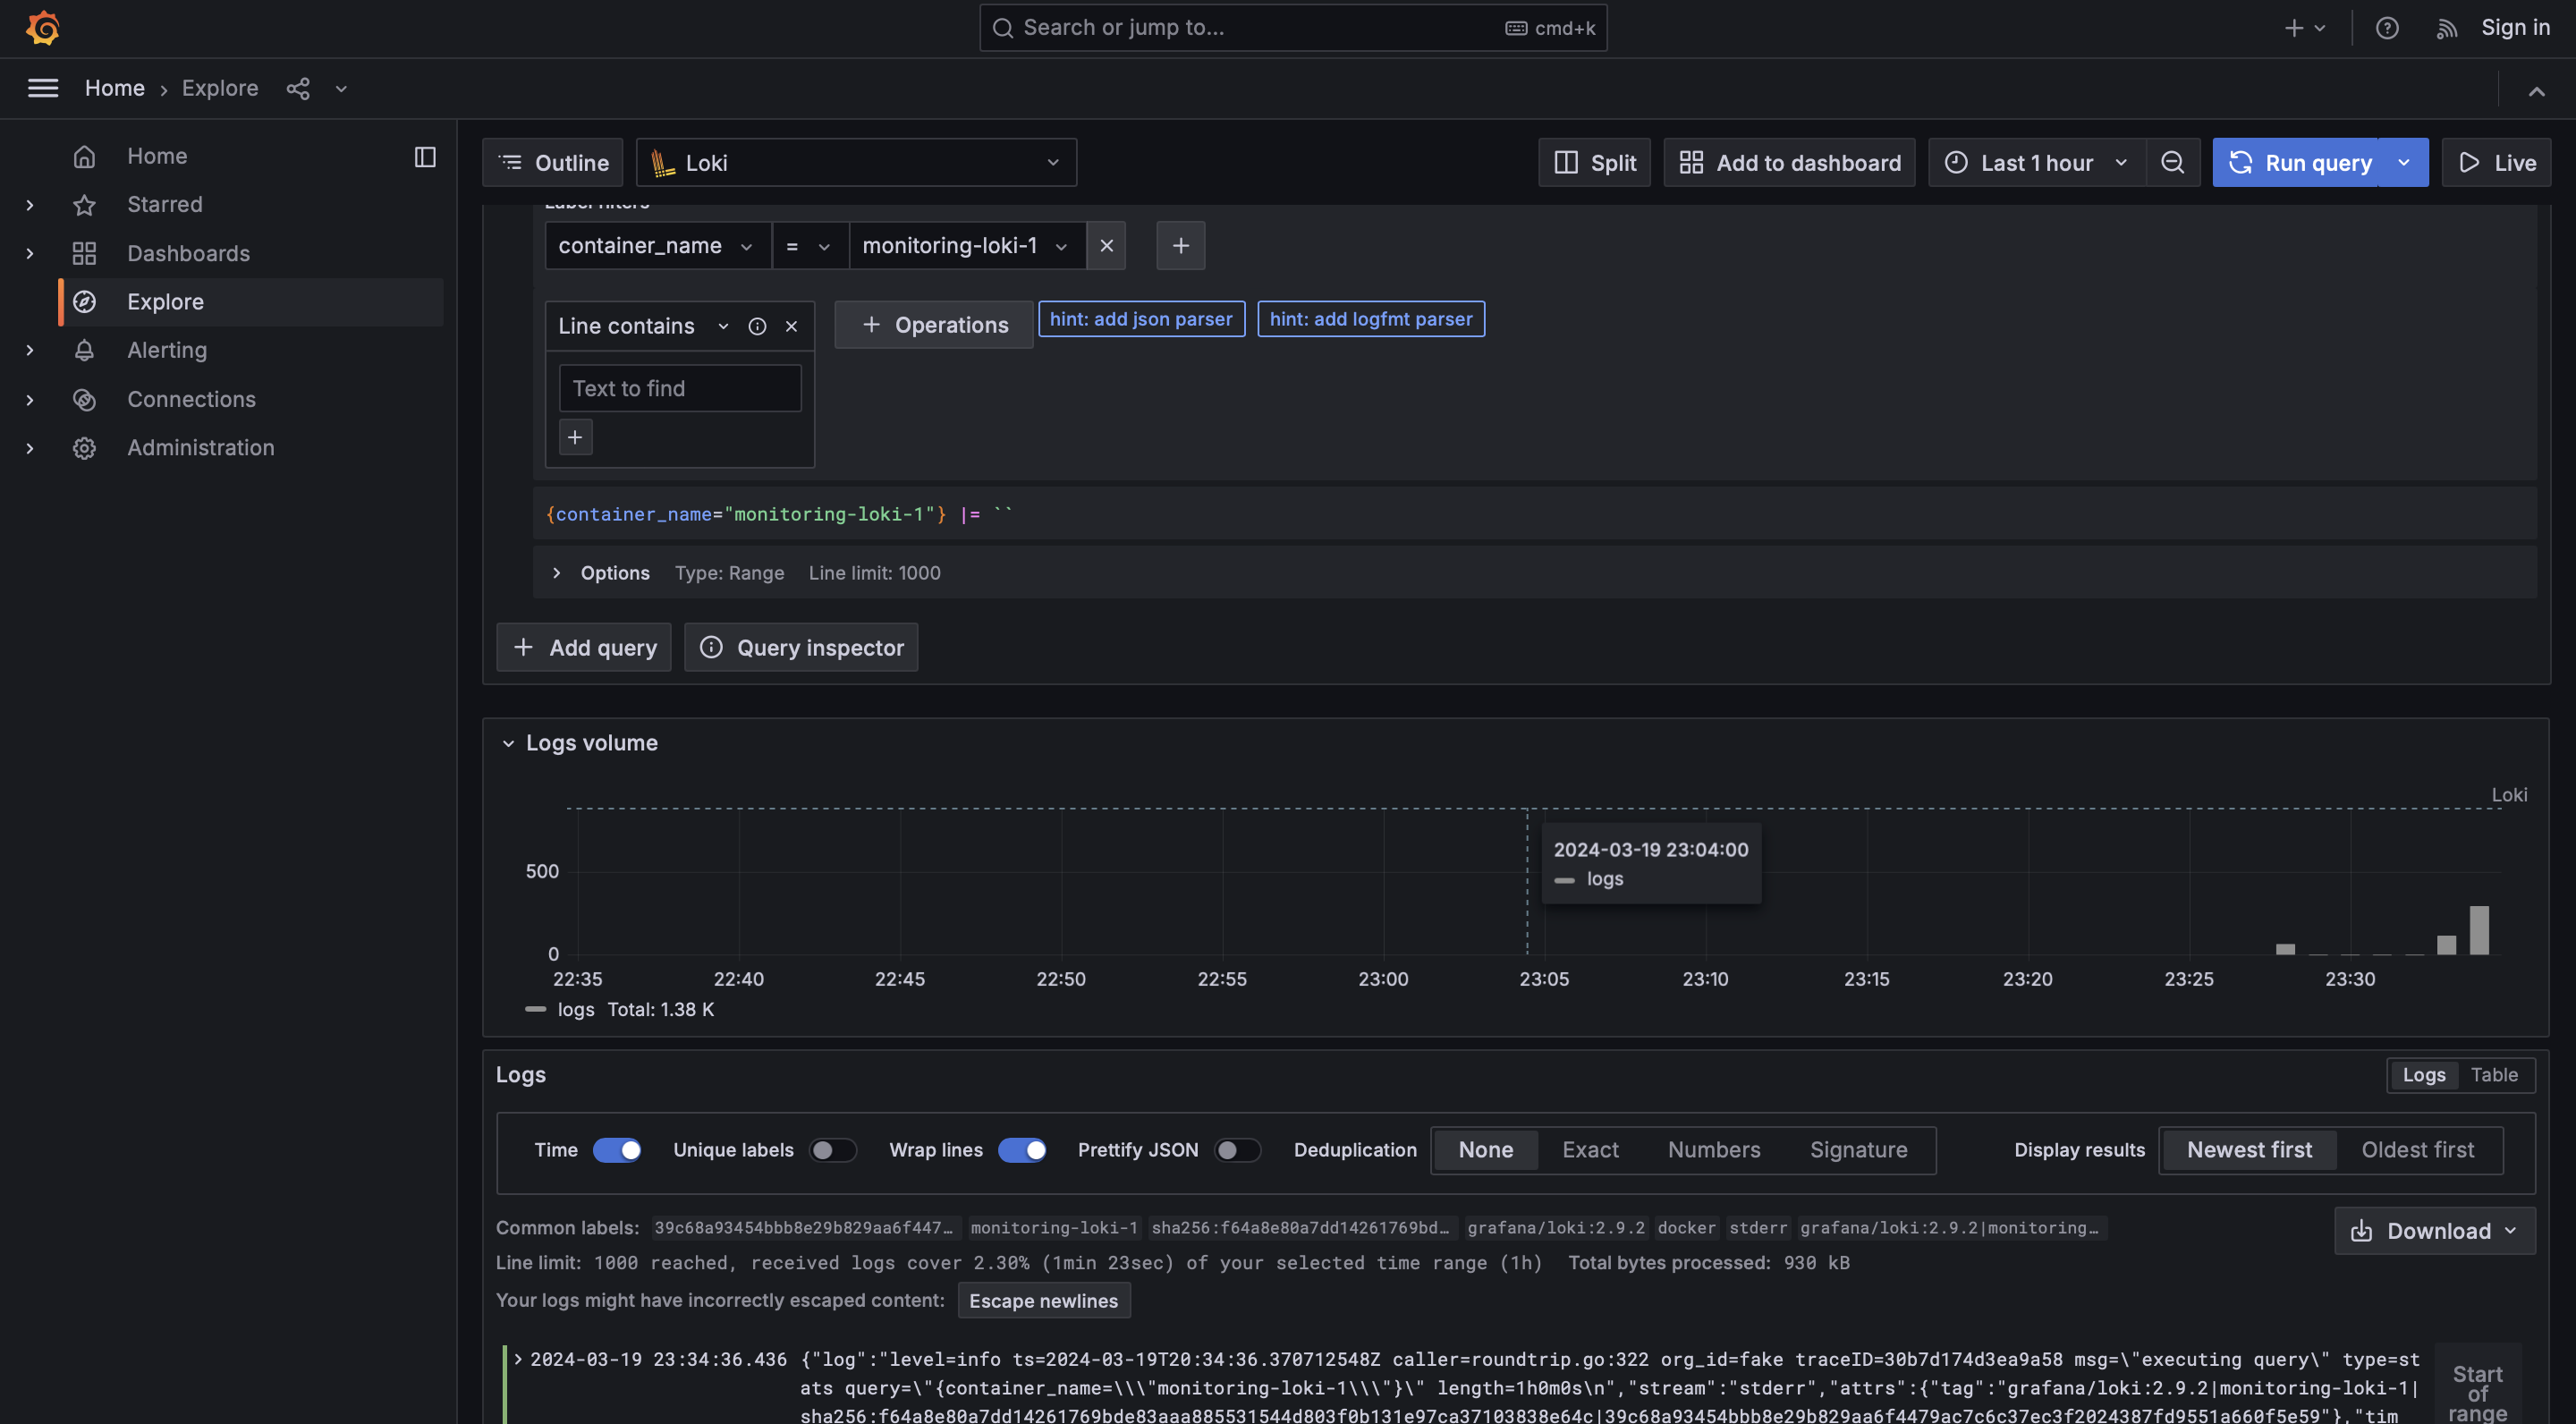 Search or jump to...
cmd+k
Sign in
Home
Explore
Home
Starred
Dashboards
Explore
Alerting
Connections
Administration
Outline
Loki
Split
Add to dashboard
Last 1 hour
Run query
Live
Label filters
container_name
=
monitoring-loki-1
Line contains
Operations
hint: add json parser
hint: add logfmt parser
Text to find
{container_name="monitoring-loki-1"} |= ``
Options Type: Range Line limit: 1000
Add query
Query inspector
Logs volume
Loki
2024-03-19 23:04:00
logs
500
0
22:35 22:40 22:45 22:50 22:55 23:00 23:05 23:10 23:15 23:20 23:25 23:30
logs Total: 1.38 K
Logs
Logs Table
Time Unique labels Wrap lines Prettify JSON Deduplication None Exact Numbers Signature Display results Newest first Oldest first
Common labels: 39c68a93454bbb8e29b829aa6f447… monitoring-loki-1 sha256:f64a8e80a7dd14261769bd… grafana/loki:2.9.2 docker stderr grafana/loki:2.9.2|monitoring…
Download
Line limit: 1000 reached, received logs cover 2.30% (1min 23sec) of your selected time range (1h) Total bytes processed: 930 kB
Your logs might have incorrectly escaped content: Escape newlines
2024-03-19 23:34:36.436 {"log":"level=info ts=2024-03-19T20:34:36.370712548Z caller=roundtrip.go:322 org_id=fake traceID=30b7d174d3ea9a58 msg=\"executing query\" type=st
ats query=\"{container_name=\\\"monitoring-loki-1\\\"}\" length=1h0m0s\n","stream":"stderr","attrs":{"tag":"grafana/loki:2.9.2|monitoring-loki-1|
sha256:f64a8e80a7dd14261769bde83aaa885531544d803f0b131e97ca37103838e64c|39c68a93454bbb8e29b829aa6f4479ac7c6c37ec3f2024387fd9551a660f5e59"},"tim
Start
of
range